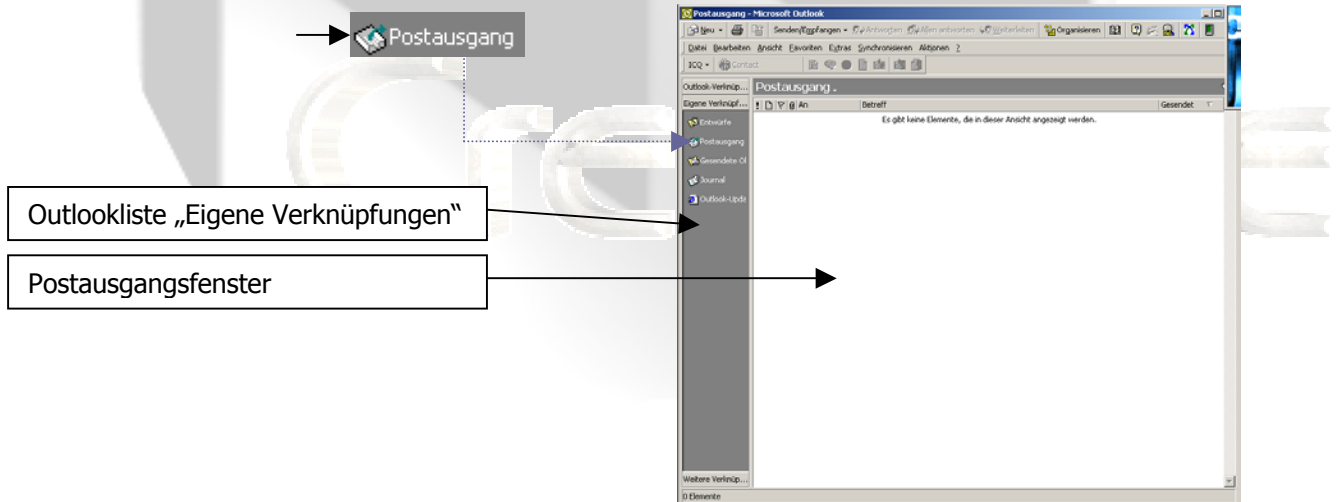 Postausgang
Outlookliste „Eigene Verknüpfungen“
Postausgangsfenster
Postausgang - Microsoft Outlook
Neu Senden/Empfangen Antworten Allen antworten Weiterleiten Organisieren
Datei Bearbeiten Ansicht Favoriten Extras Synchronisieren Aktionen ?
ICQ Contact
Outlook-Verknüp...
Postausgang .
Eigene Verknüpf...
! An Betreff Gesendet
Es gibt keine Elemente, die in dieser Ansicht angezeigt werden.
Entwürfe
Postausgang
Gesendete Ob
Journal
Outlook-Upda
Weitere Verknüp...
0 Elemente